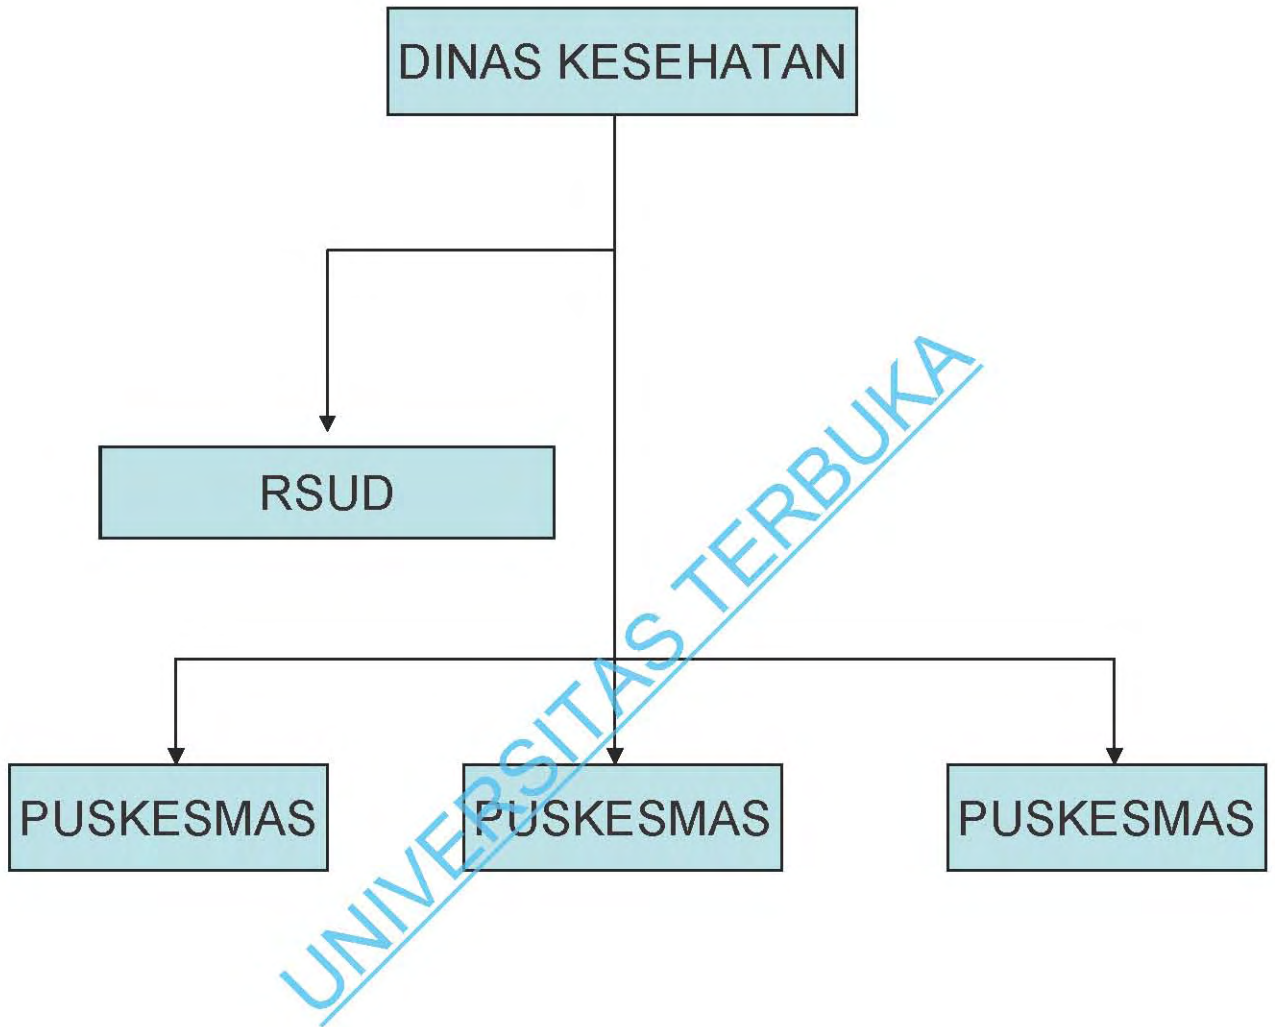 DINAS KESEHATAN
RSUD
PUSKESMAS
PUSKESMAS
PUSKESMAS
UNIVERSITAS TERBUKA